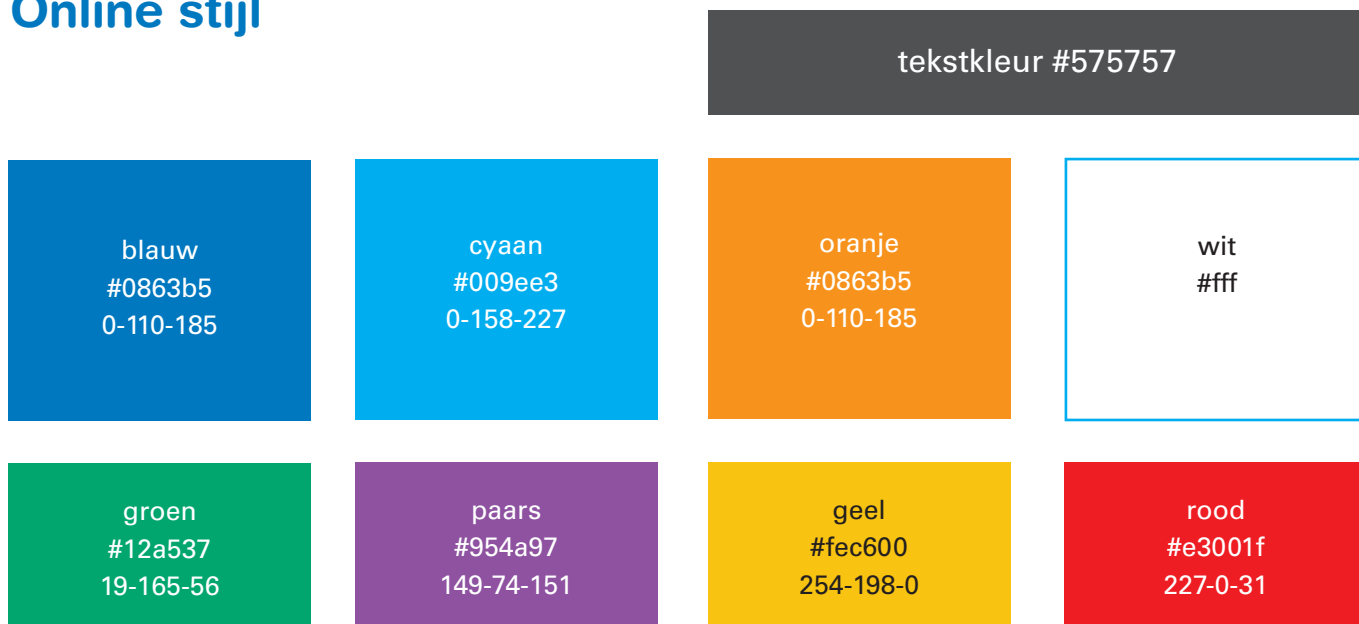 Online stijl
tekstkleur #575757
blauw
#0863b5
0-110-185
cyaan
#009ee3
0-158-227
oranje
#0863b5
0-110-185
wit
#fff
groen
#12a537
19-165-56
paars
#954a97
149-74-151
geel
#fec600
254-198-0
rood
#e3001f
227-0-31